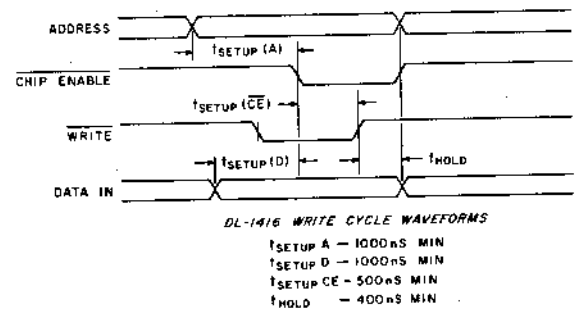 ADDRESS
tSETUP (A)
CHIP ENABLE
tSETUP (CE)
WRITE
tSETUP (D)
tHOLD
DATA IN
DL-1416 WRITE CYCLE WAVEFORMS
tSETUP A - 1000nS MIN
tSETUP D - 1000nS MIN
tSETUP CE - 500nS MIN
tHOLD - 400nS MIN